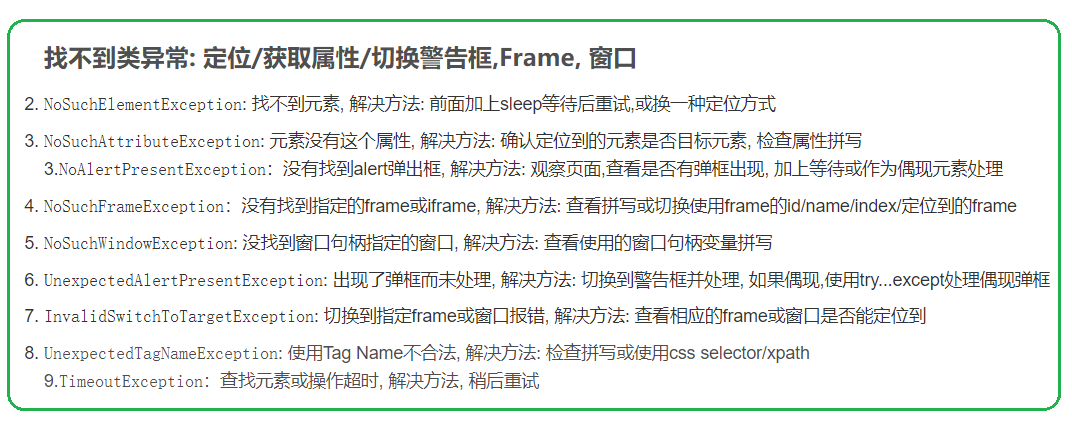 找不到类异常: 定位/获取属性/切换警告框,Frame, 窗口
2. NoSuchElementException: 找不到元素, 解决方法: 前面加上sleep等待后重试,或换一种定位方式
3. NoSuchAttributeException: 元素没有这个属性, 解决方法: 确认定位到的元素是否目标元素, 检查属性拼写
3.NoAlertPresentException: 没有找到alert弹出框, 解决方法: 观察页面,查看是否有弹框出现, 加上等待或作为偶现元素处理
4. NoSuchFrameException: 没有找到指定的frame或iframe, 解决方法: 查看拼写或切换使用frame的id/name/index/定位到的frame
5. NoSuchWindowException: 没找到窗口句柄指定的窗口, 解决方法: 查看使用的窗口句柄变量拼写
6. UnexpectedAlertPresentException: 出现了弹框而未处理, 解决方法: 切换到警告框并处理, 如果偶现,使用try...except处理偶现弹框
7. InvalidSwitchToTargetException: 切换到指定frame或窗口报错, 解决方法: 查看相应的frame或窗口是否能定位到
8. UnexpectedTagNameException: 使用Tag Name不合法, 解决方法: 检查拼写或使用css selector/xpath
9.TimeoutException: 查找元素或操作超时, 解决方法, 稍后重试